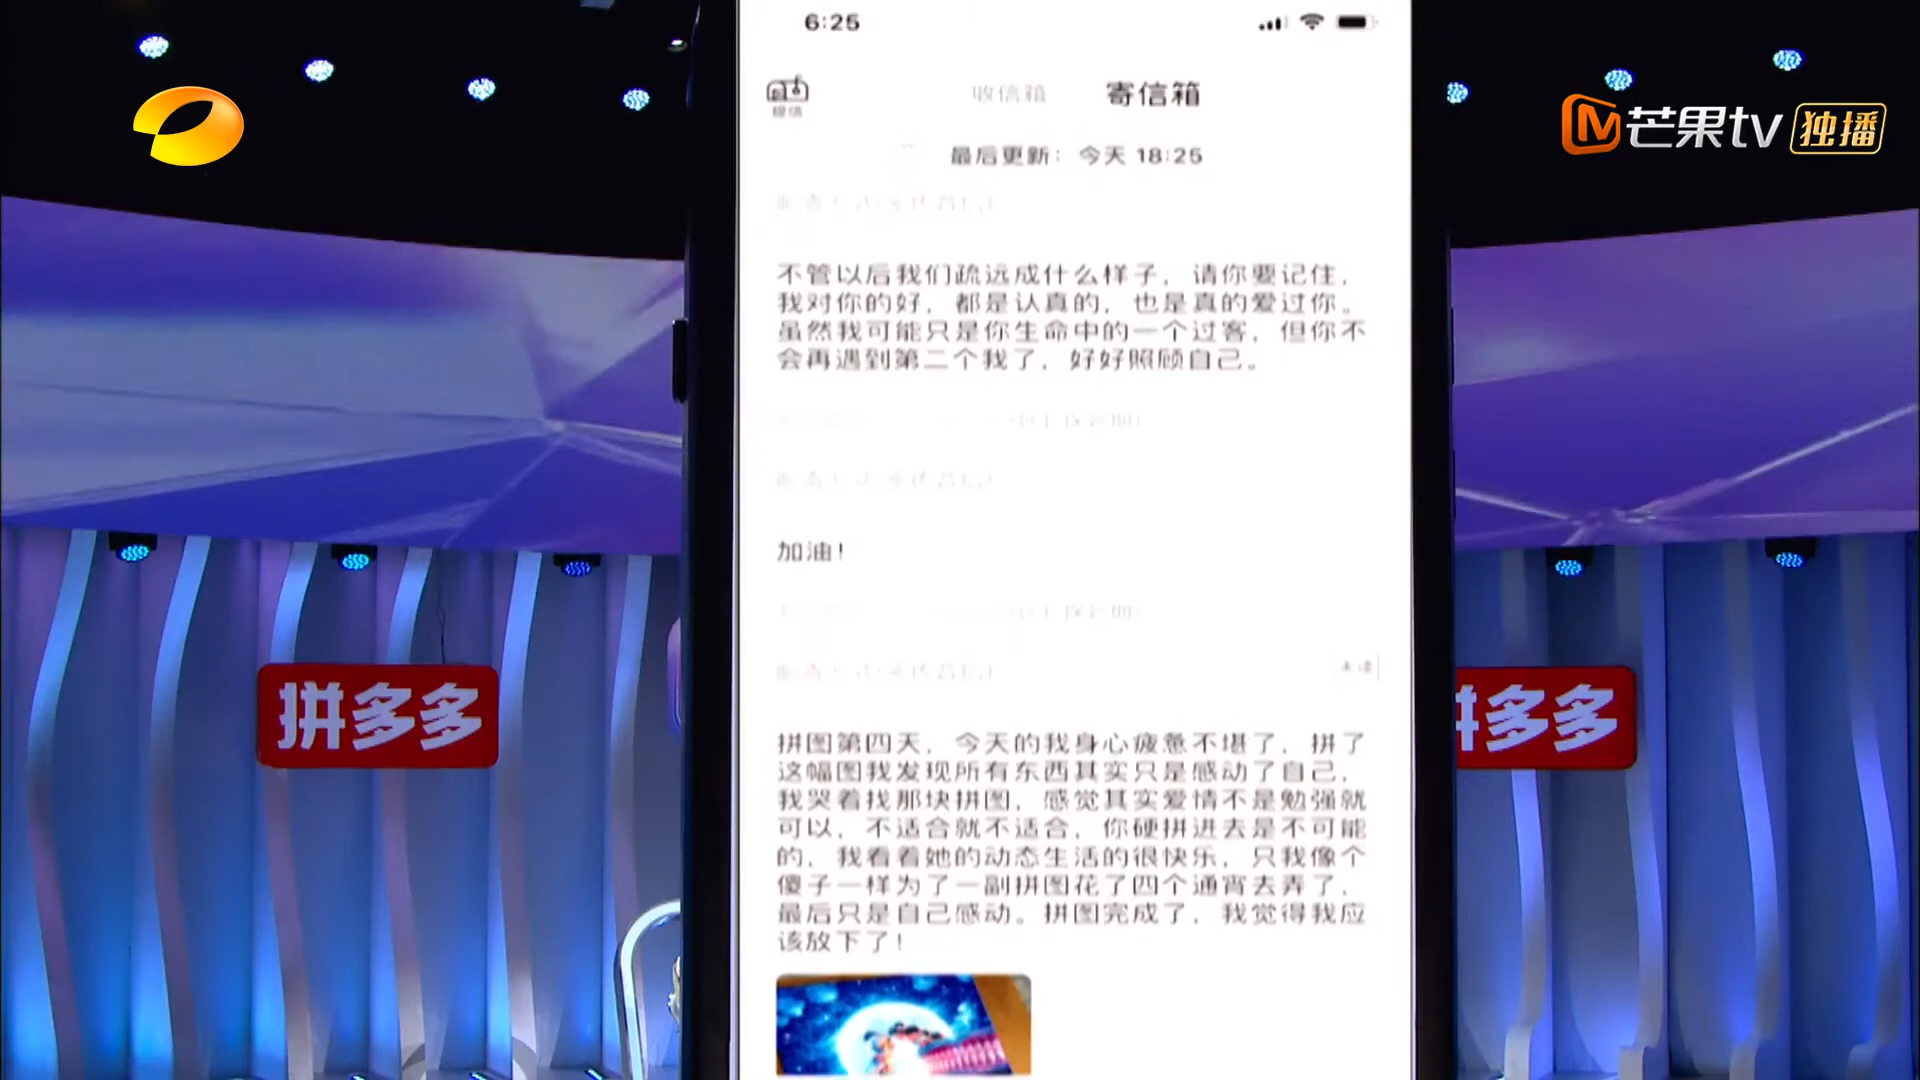 6:25
收信箱
寄信箱
最后更新：今天 18:25
芒果tv
独播
不管以后我们疏远成什么样子，请你要记住，
我对你的好，都是认真的，也是真的爱过你。
虽然我可能只是你生命中的一个过客，但你不
会再遇到第二个我了，好好照顾自己。
加油！
未读
拼图第四天，今天的我身心疲惫不堪了，拼了
这幅图我发现所有东西其实只是感动了自己，
我哭着找那块拼图，感觉其实爱情不是勉强就
可以，不适合就不适合，你硬拼进去是不可能
的，我看着她的动态生活的很快乐，只我像个
傻子一样为了一副拼图花了四个通宵去弄了，
最后只是自己感动。拼图完成了，我觉得我应
该放下了！
拼多多
拼多多